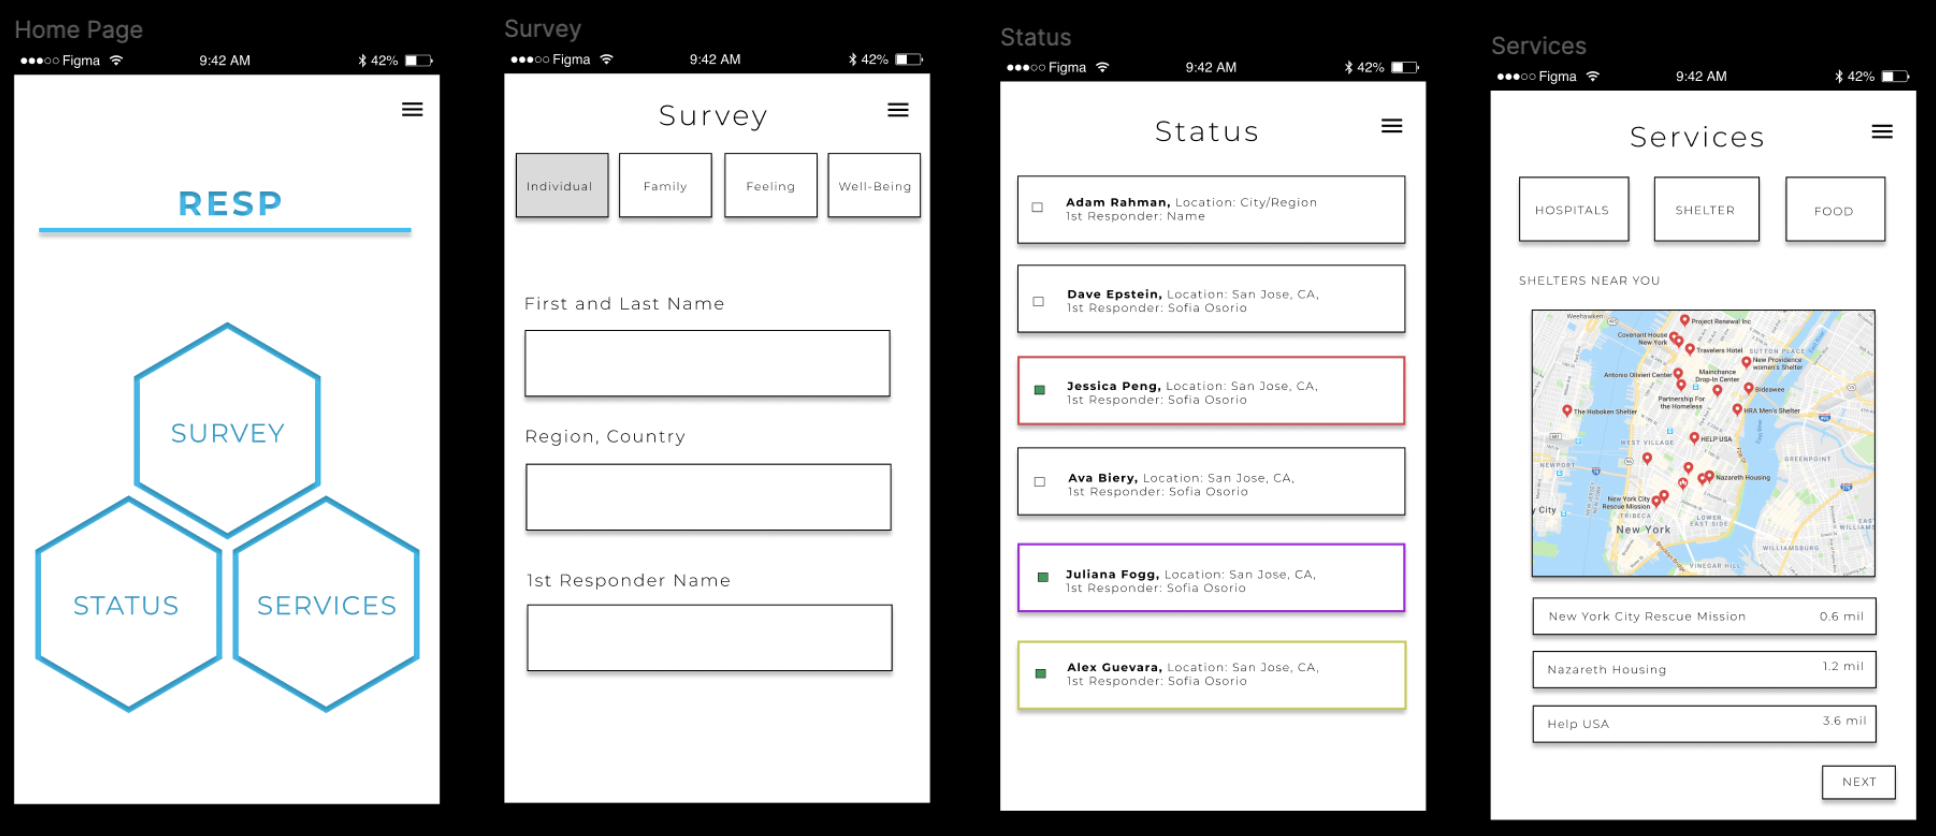 Home Page
Figma 9:42 AM 42%
RESP
SURVEY
STATUS
SERVICES
Survey
Figma 9:42 AM 42%
Survey
Individual
Family
Feeling
Well-Being
First and Last Name
Region, Country
1st Responder Name
Status
Figma 9:42 AM 42%
Status
Adam Rahman, Location: City/Region
1st Responder: Name
Dave Epstein, Location: San Jose, CA,
1st Responder: Sofia Osorio
Jessica Peng, Location: San Jose, CA,
1st Responder: Sofia Osorio
Ava Biery, Location: San Jose, CA,
1st Responder: Sofia Osorio
Juliana Fogg, Location: San Jose, CA,
1st Responder: Sofia Osorio
Alex Guevara, Location: San Jose, CA,
1st Responder: Sofia Osorio
Services
Figma 9:42 AM 42%
Services
HOSPITALS
SHELTER
FOOD
SHELTERS NEAR YOU
Weehawken
Project Renewal Inc
Covenant House
New York
Travelers Hotel
SUTTON PLACE
New Providence
women's Shelter
Antonio Olivieri Center
Mainchance
Drop-In Center
Bideawee
Partnership For
the Homeless
The Hoboken Shelter
HRA Men's Shelter
WEST VILLAGE
HELP USA
GREENPOINT
NEWPORT
Nazareth Housing
New York City
Rescue Mission
y City
TRIBECA
LOWER
EAST SIDE
New York
EAST
WILLIAMS
WILLIAMSBURG
VINEGAR HILL
New York City Rescue Mission 0.6 mil
Nazareth Housing 1.2 mil
Help USA 3.6 mil
NEXT